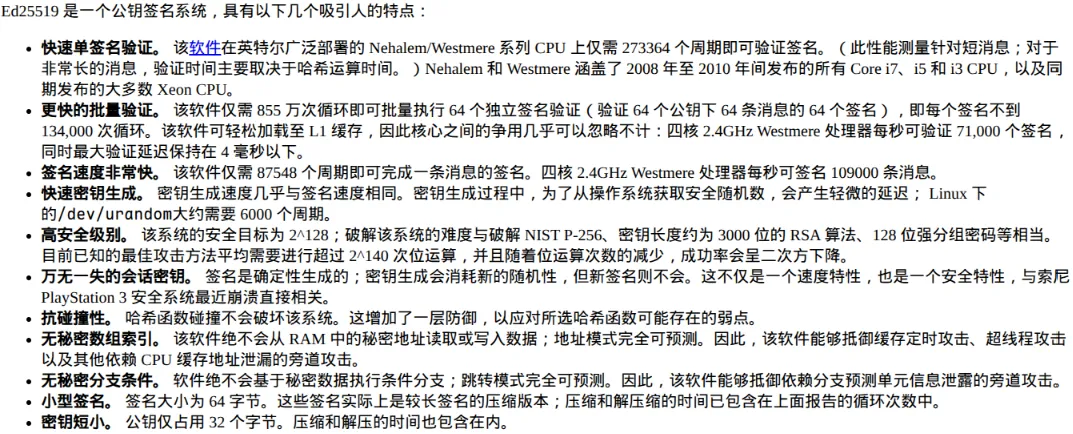 Ed25519 是一个公钥签名系统，具有以下几个吸引人的特点：
• 快速单签名验证。 该软件在英特尔广泛部署的 Nehalem/Westmere 系列 CPU 上仅需 273364 个周期即可验证签名。（此性能测量针对短消息；对于
非常长的消息，验证时间主要取决于哈希运算时间。）Nehalem 和 Westmere 涵盖了 2008 年至 2010 年间发布的所有 Core i7、i5 和 i3 CPU，以及同
期发布的大多数 Xeon CPU。
• 更快的批量验证。 该软件仅需 855 万次循环即可批量执行 64 个独立签名验证（验证 64 个公钥下 64 条消息的 64 个签名），即每个签名不到
134,000 次循环。该软件可轻松加载至 L1 缓存，因此核心之间的争用几乎可以忽略不计：四核 2.4GHz Westmere 处理器每秒可验证 71,000 个签名，
同时最大验证延迟保持在 4 毫秒以下。
• 签名速度非常快。 该软件仅需 87548 个周期即可完成一条消息的签名。四核 2.4GHz Westmere 处理器每秒可签名 109000 条消息。
• 快速密钥生成。 密钥生成速度几乎与签名速度相同。密钥生成过程中，为了从操作系统获取安全随机数，会产生轻微的延迟； Linux 下
的/dev/urandom大约需要 6000 个周期。
• 高安全级别。 该系统的安全目标为 2^128；破解该系统的难度与破解 NIST P-256、密钥长度约为 3000 位的 RSA 算法、128 位强分组密码等相当。
目前已知的最佳攻击方法平均需要进行超过 2^140 次位运算，并且随着位运算次数的减少，成功率会呈二次方下降。
• 万无一失的会话密钥。 签名是确定性生成的；密钥生成会消耗新的随机性，但新签名则不会。这不仅是一个速度特性，也是一个安全特性，与索尼
PlayStation 3 安全系统最近崩溃直接相关。
• 抗碰撞性。 哈希函数碰撞不会破坏该系统。这增加了一层防御，以应对所选哈希函数可能存在的弱点。
• 无秘密数组索引。 该软件绝不会从 RAM 中的秘密地址读取或写入数据；地址模式完全可预测。因此，该软件能够抵御缓存定时攻击、超线程攻击
以及其他依赖 CPU 缓存地址泄漏的旁道攻击。
• 无秘密分支条件。 软件绝不会基于秘密数据执行条件分支；跳转模式完全可预测。因此，该软件能够抵御依赖分支预测单元信息泄露的旁道攻击。
• 小型签名。 签名大小为 64 字节。这些签名实际上是较长签名的压缩版本；压缩和解压缩的时间已包含在上面报告的循环次数中。
• 密钥短小。 公钥仅占用 32 个字节。压缩和解压的时间也包含在内。